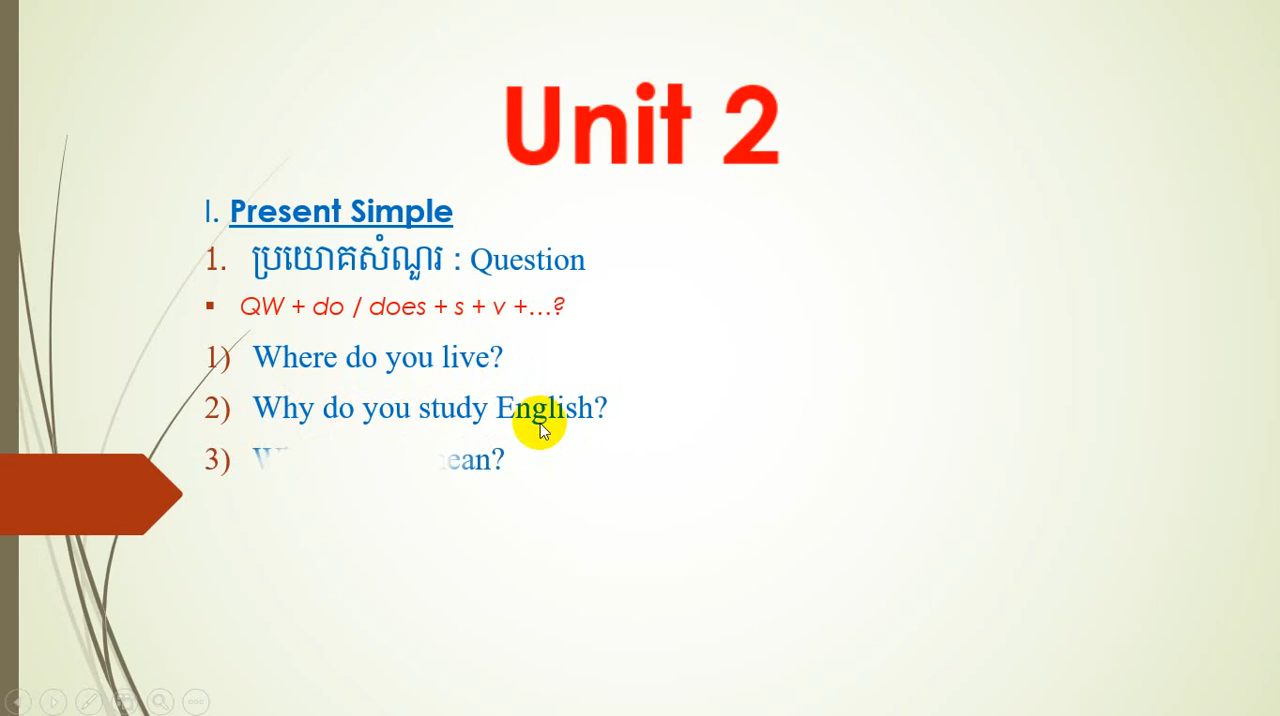 Unit 2
I. Present Simple
1. ប្រយោគសំណួរ : Question
▪ QW + do / does + s + v +...?
1) Where do you live?
2) Why do you study English?
3)